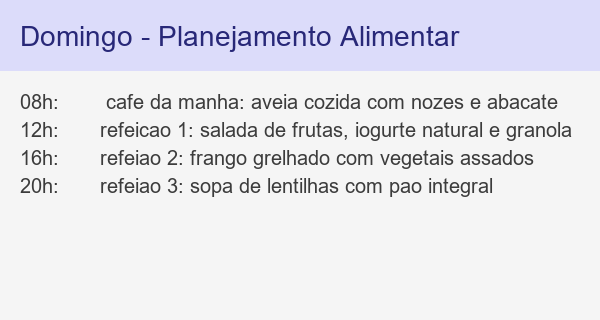 Domingo - Planejamento Alimentar
08h: cafe da manha: aveia cozida com nozes e abacate
12h: refeicao 1: salada de frutas, iogurte natural e granola
16h: refeiao 2: frango grelhado com vegetais assados
20h: refeiao 3: sopa de lentilhas com pao integral